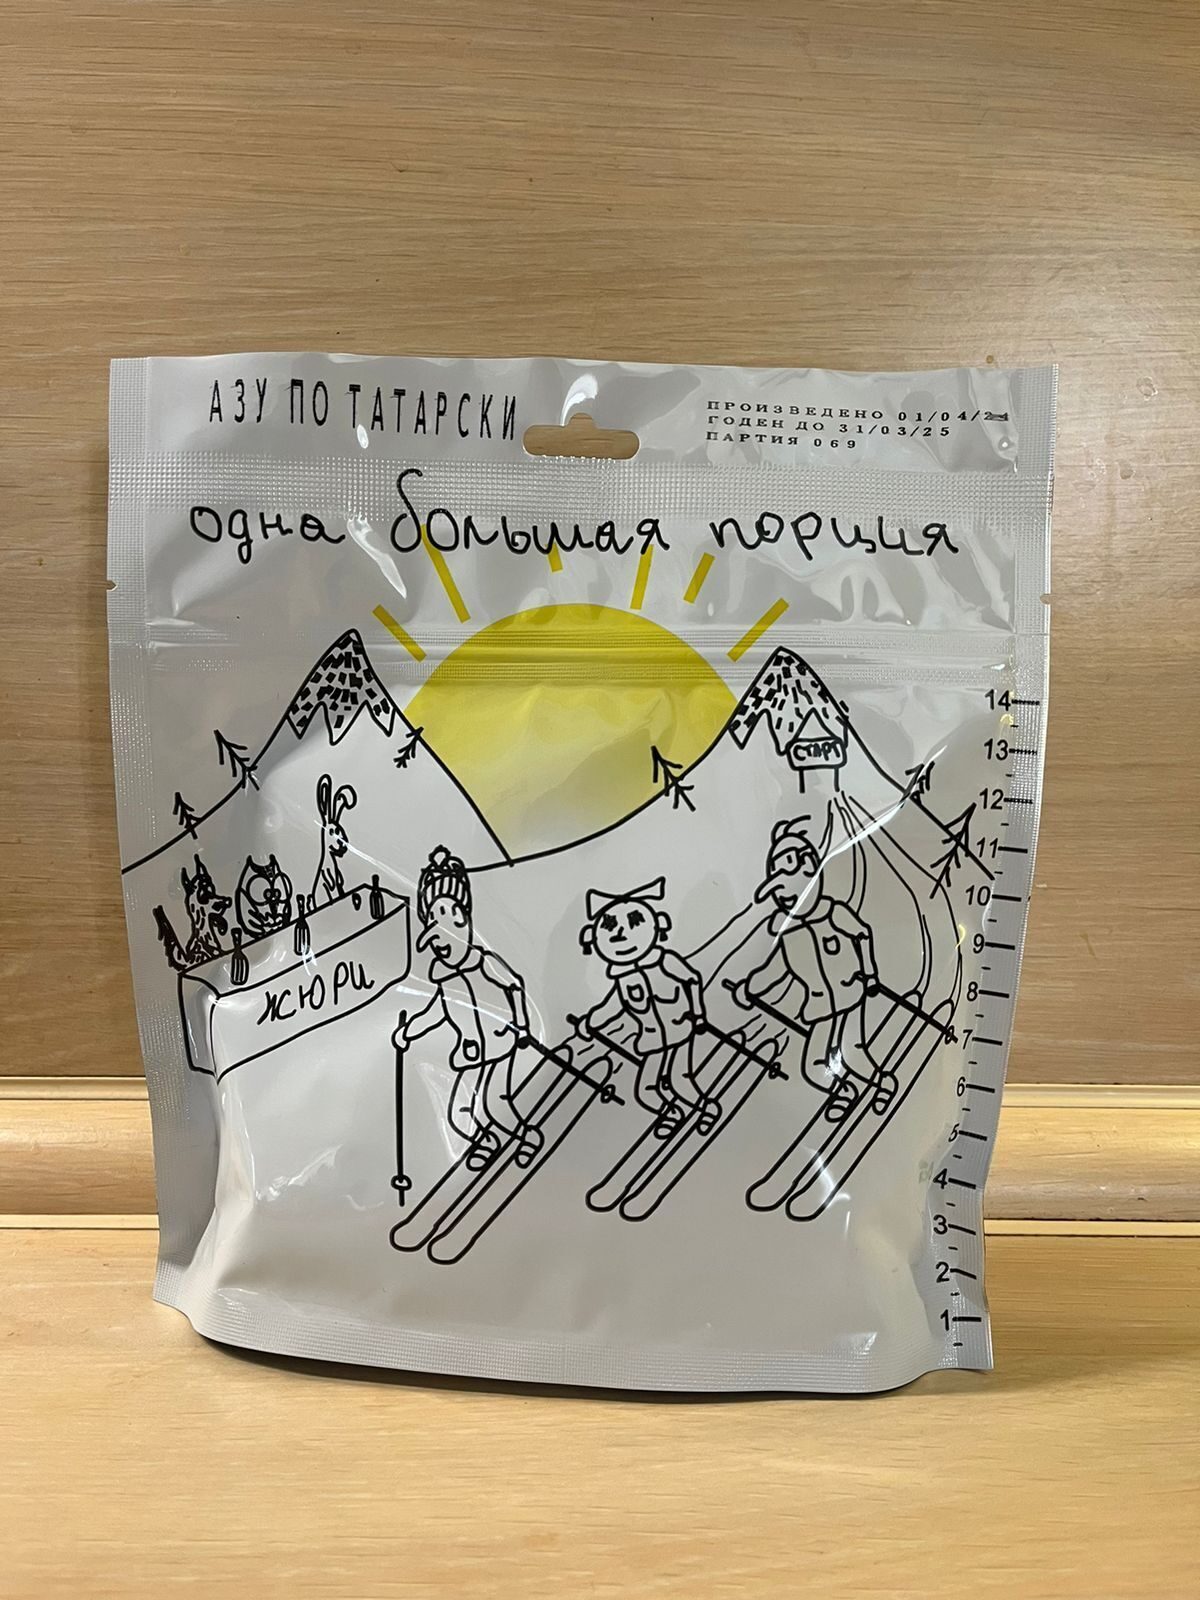 АЗУ ПО ТАТАРСКИ
ПРОИЗВЕДЕНО 01/04/24
ГОДЕН ДО 31/03/25
ПАРТИЯ 069
одна большая порция
СТАРТ
ЖЮРИ
14
13
12
11
10
9
8
7
6
5
4
3
2
1